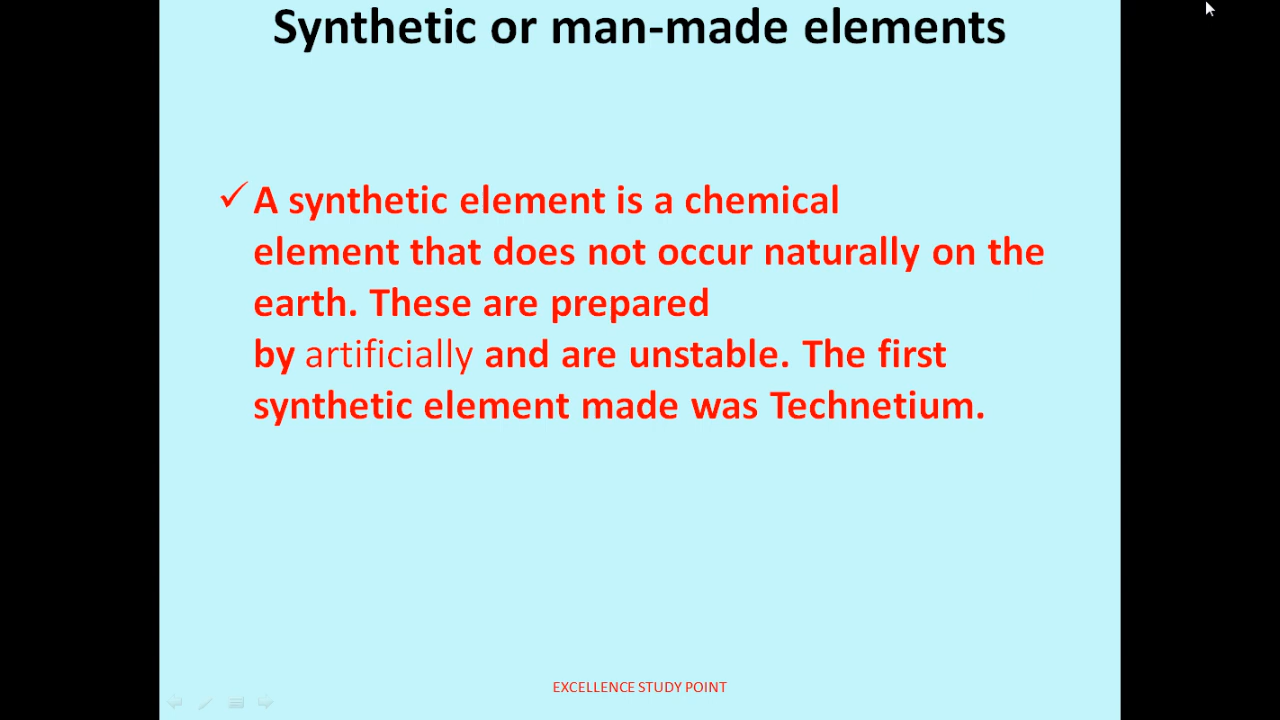 Synthetic or man-made elements
A synthetic element is a chemical
element that does not occur naturally on the
earth. These are prepared
by artificially and are unstable. The first
synthetic element made was Technetium.
EXCELLENCE STUDY POINT